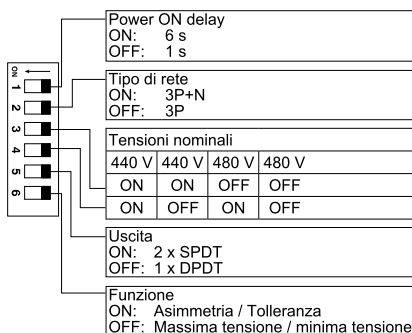 Power ON delay
ON: 6 s
OFF: 1 s
ON
1
2
3
4
5
6
Tipo di rete
ON: 3P+N
OFF: 3P
Tensioni nominali
440 V 440 V 480 V 480 V
ON ON OFF OFF
ON OFF ON OFF
Uscita
ON: 2 x SPDT
OFF: 1 x DPDT
Funzione
ON: Asimmetria / Tolleranza
OFF: Massima tensione / minima tensione